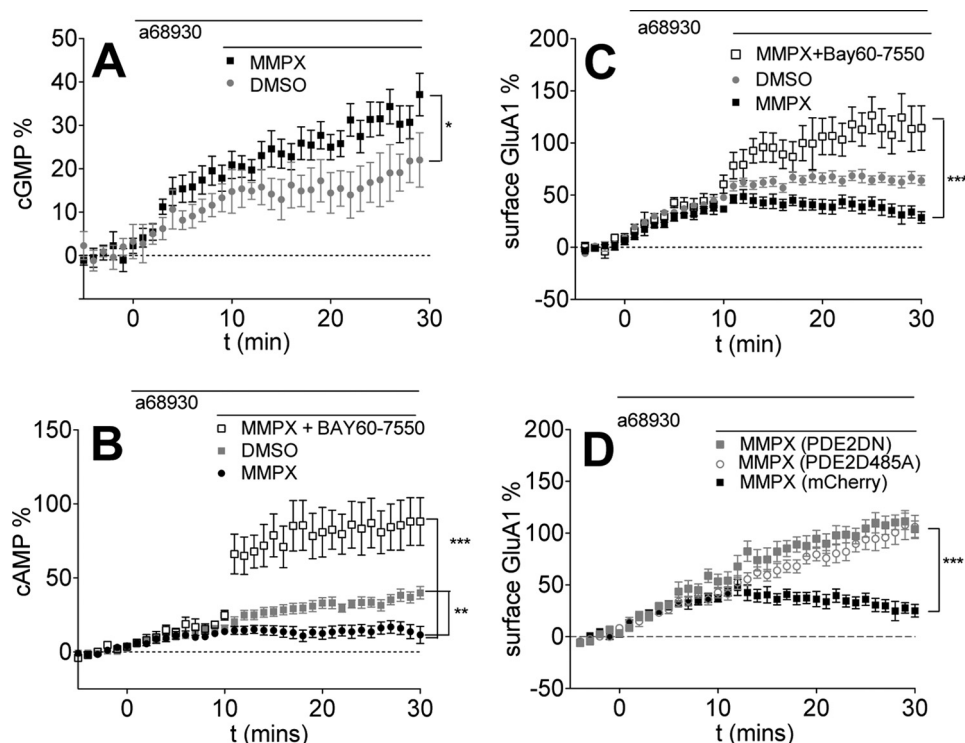 a68930
A
MMPX
DMSO
*
50
40
30
20
10
0
cGMP %
0
10
20
30
t (min)
a68930
B
MMPX + BAY60-7550
DMSO
MMPX
***
**
150
100
50
0
cAMP %
0
10
20
30
t (mins)
a68930
C
MMPX+Bay60-7550
DMSO
MMPX
***
200
150
100
50
0
-50
surface GluA1 %
0
10
20
30
t (min)
a68930
D
MMPX (PDE2DN)
MMPX (PDE2D485A)
MMPX (mCherry)
***
200
150
100
50
0
-50
surface GluA1 %
0
10
20
30
t (mins)